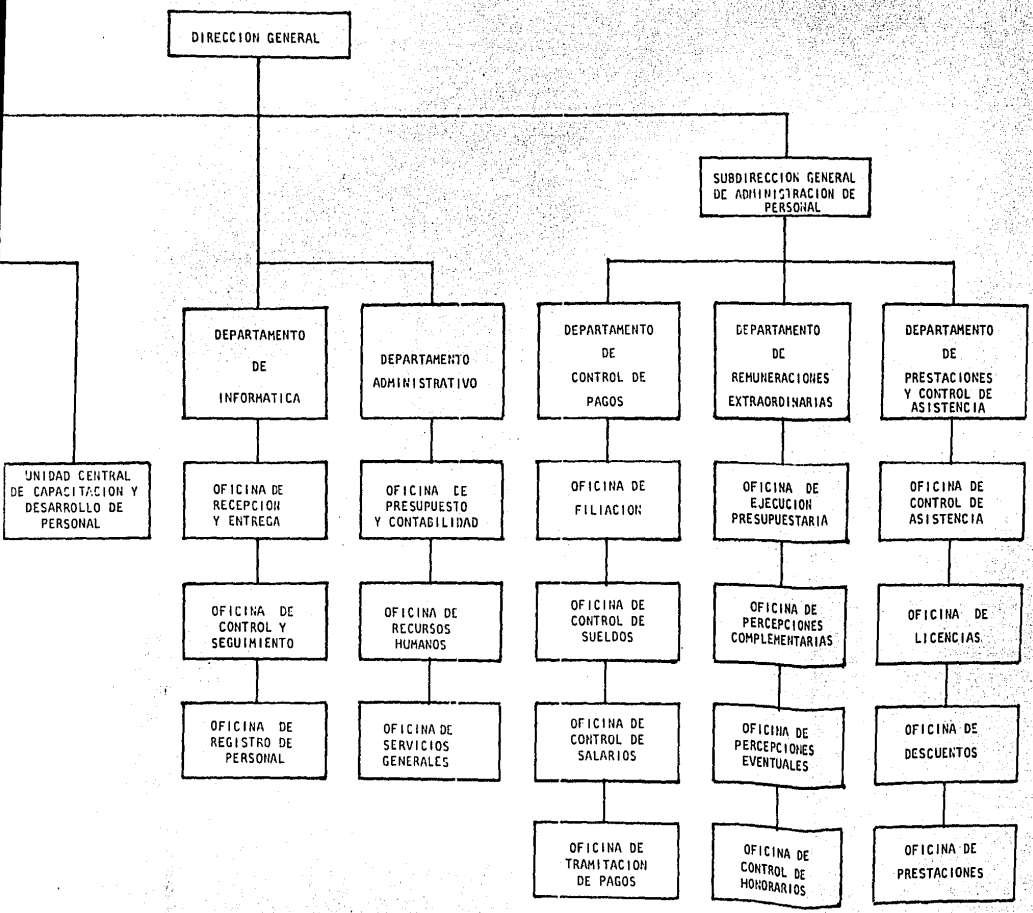 DIRECCION GENERAL
SUBDIRECCION GENERAL
DE ADMINISTRACION DE
PERSONAL
DEPARTAMENTO
DE
INFORMATICA
DEPARTAMENTO
ADMINISTRATIVO
DEPARTAMENTO
DE
CONTROL DE
PAGOS
DEPARTAMENTO
DE
REMUNERACIONES
EXTRAORDINARIAS
DEPARTAMENTO
DE
PRESTACIONES
Y CONTROL DE
ASISTENCIA
UNIDAD CENTRAL
DE CAPACITACION Y
DESARROLLO DE
PERSONAL
OFICINA DE
RECEPCION
Y ENTREGA
OFICINA DE
PRESUPUESTO
Y CONTABILIDAD
OFICINA DE
FILIACION
OFICINA DE
EJECUCION
PRESUPUESTARIA
OFICINA DE
CONTROL DE
ASISTENCIA
OFICINA DE
CONTROL Y
SEGUIMIENTO
OFICINA DE
RECURSOS
HUMANOS
OFICINA DE
CONTROL DE
SUELDOS
OFICINA DE
PERCEPCIONES
COMPLEMENTARIAS
OFICINA DE
LICENCIAS
OFICINA DE
REGISTRO DE
PERSONAL
OFICINA DE
SERVICIOS
GENERALES
OFICINA DE
CONTROL DE
SALARIOS
OFICINA DE
PERCEPCIONES
EVENTUALES
OFICINA DE
DESCUENTOS
OFICINA DE
TRAMITACION
DE PAGOS
OFICINA DE
CONTROL DE
HONORARIOS
OFICINA DE
PRESTACIONES